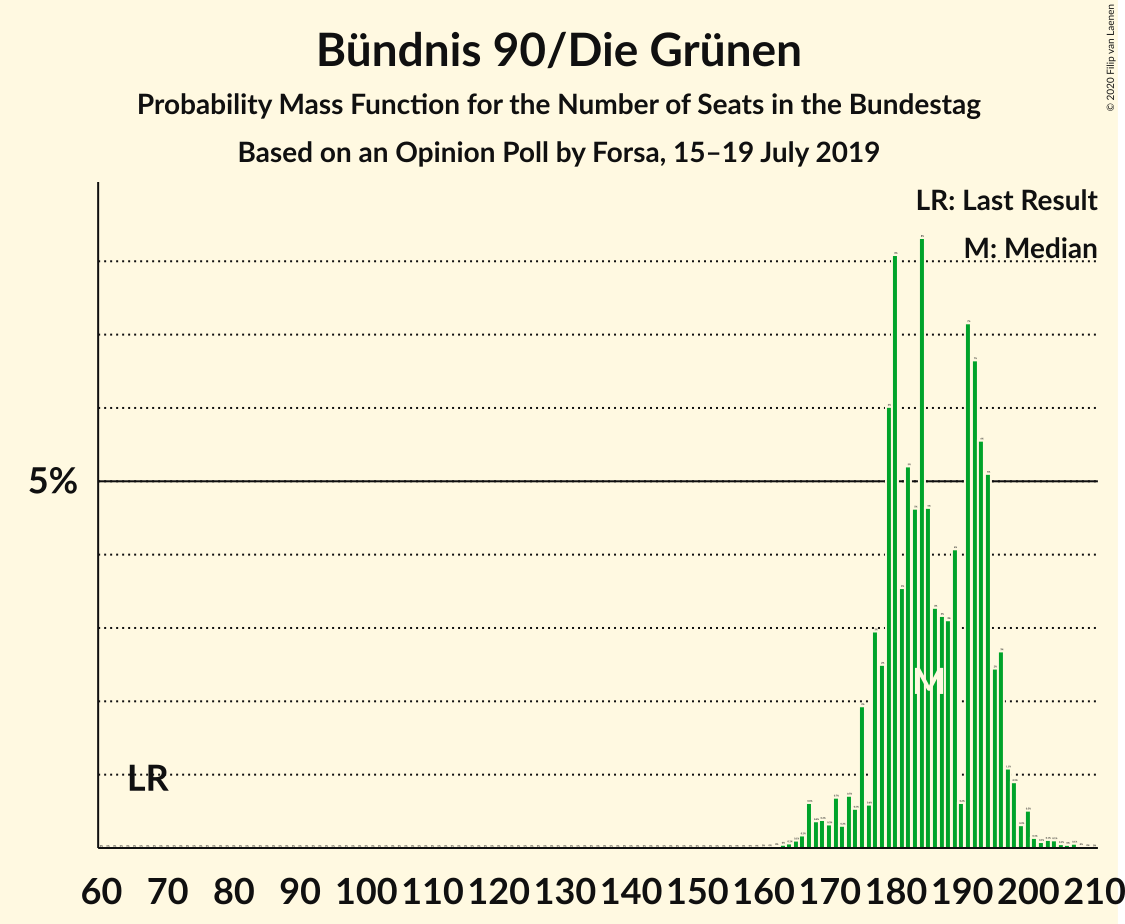 Bündnis 90/Die Grünen
Probability Mass Function for the Number of Seats in the Bundestag
Based on an Opinion Poll by Forsa, 15–19 July 2019
© 2020 Filip van Laenen
LR: Last Result
M: Median
5%
LR
M
60 70 80 90 100 110 120 130 140 150 160 170 180 190 200 210